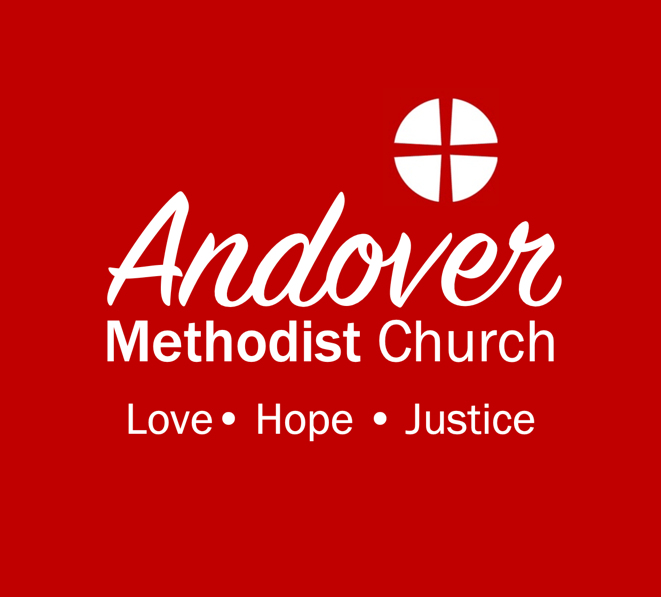 Andover
Methodist Church
Love • Hope • Justice